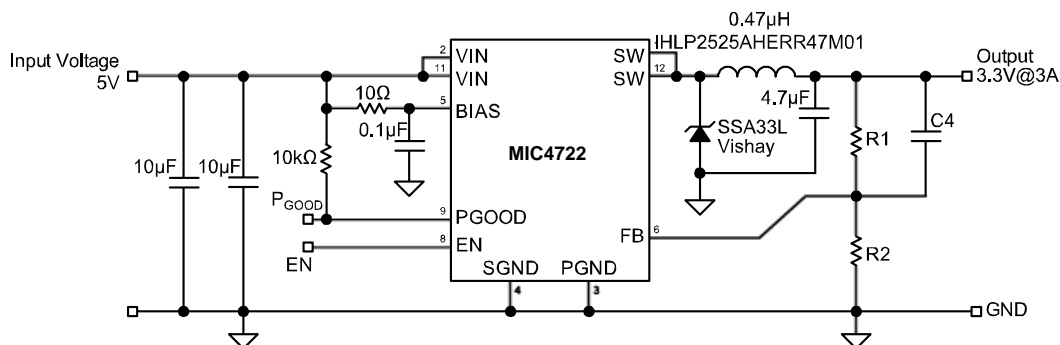 0.47µH
IHLP2525AHERR47M01
Input Voltage
5V
2
VIN
11
VIN
SW
SW
12
Output
3.3V@3A
10Ω
5
BIAS
0.1µF
4.7µF
SSA33L
Vishay
R1
C4
MIC4722
10µF
10µF
10kΩ
PGOOD
9
PGOOD
8
EN
EN
FB
6
R2
SGND
PGND
4
3
GND